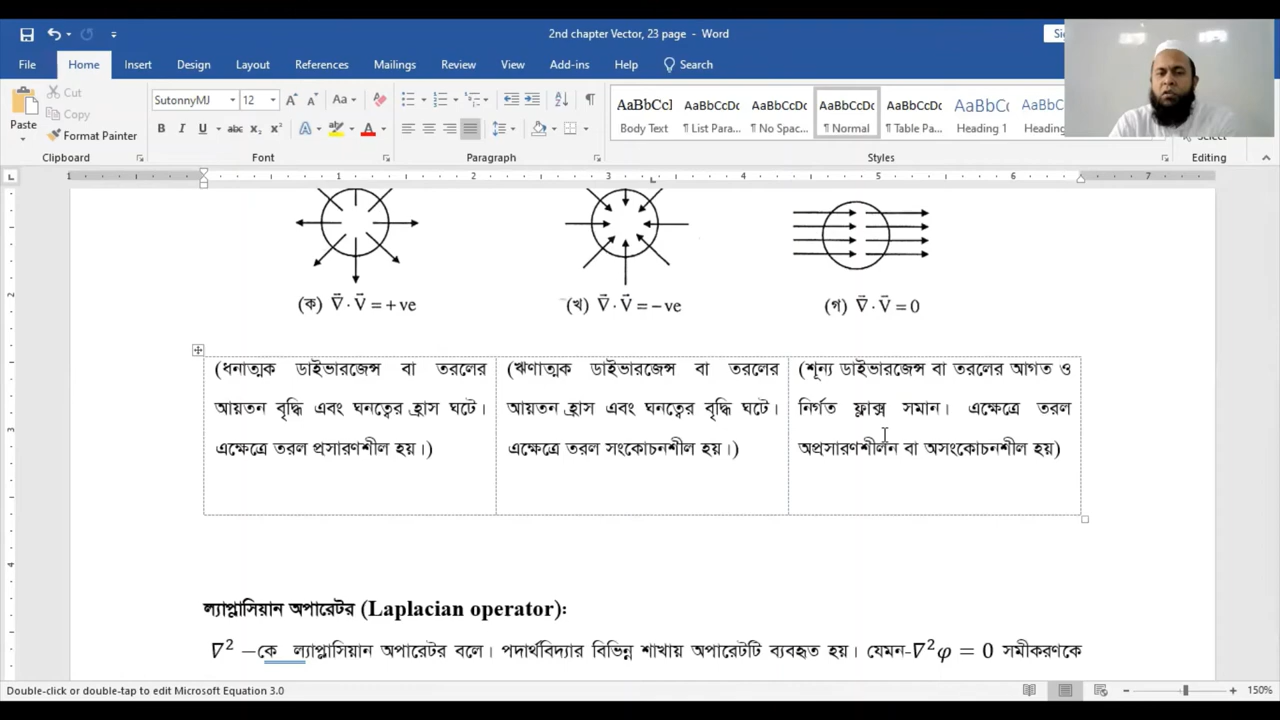 2nd chapter Vector, 23 page - Word
File Home Insert Design Layout References Mailings Review View Add-ins Help Search
Paste
Cut
Copy
Format Painter
SutonnyMJ 12
AaBbCcl AaBbCcDc AaBbCcDc AaBbCcDc AaBbCcDc AaBbCc
Body Text ¶ List Para... ¶ No Spac... ¶ Normal ¶ Table Pa... Heading 1 Heading
Clipboard Font Paragraph Styles Editing
(ক) ∇⃗ · V⃗ = + ve
(খ) ∇⃗ · V⃗ = − ve
(গ) ∇⃗ · V⃗ = 0
(ধনাত্মক ডাইভারজেন্স বা তরলের
আয়তন বৃদ্ধি এবং ঘনত্বের হ্রাস ঘটে।
এক্ষেত্রে তরল প্রসারণশীল হয়।)
(ঋণাত্মক ডাইভারজেন্স বা তরলের
আয়তন হ্রাস এবং ঘনত্বের বৃদ্ধি ঘটে।
এক্ষেত্রে তরল সংকোচনশীল হয়।)
(শূন্য ডাইভারজেন্স বা তরলের আগত ও
নির্গত ফ্লাক্স সমান। এক্ষেত্রে তরল
অপ্রসারণশীলন বা অসংকোচনশীল হয়)
ল্যাপ্লাসিয়ান অপারেটর (Laplacian operator):
∇² −কে ল্যাপ্লাসিয়ান অপারেটর বলে। পদার্থবিদ্যার বিভিন্ন শাখায় অপারেটটি ব্যবহৃত হয়। যেমন-∇²φ = 0 সমীকরণকে
Double-click or double-tap to edit Microsoft Equation 3.0
150%